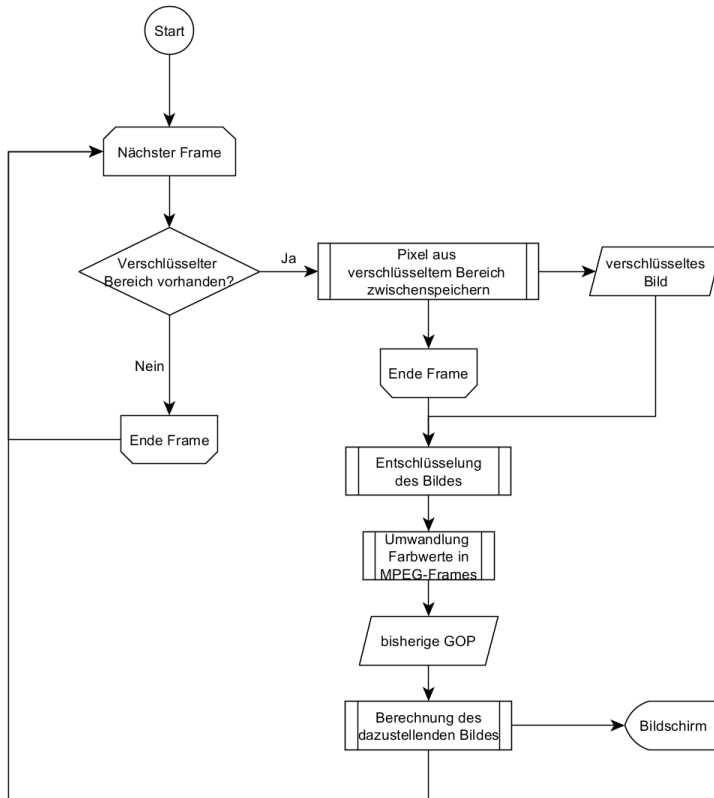 Start
Nächster Frame
Verschlüsselter
Bereich vorhanden?
Ja
Pixel aus
verschlüsseltem Bereich
zwischenspeichern
verschlüsseltes
Bild
Nein
Ende Frame
Ende Frame
Entschlüsselung
des Bildes
Umwandlung
Farbwerte in
MPEG-Frames
bisherige GOP
Berechnung des
dazustellenden Bildes
Bildschirm